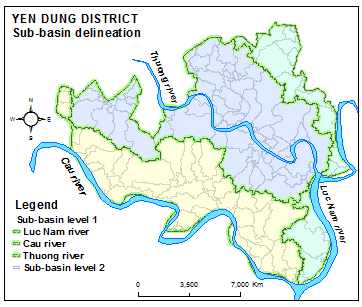 YEN DUNG DISTRICT
Sub-basin delineation
Thuong river
N
W E
S
Cau river
Luc Nam river
Legend
Sub-basin level 1
Luc Nam river
Cau river
Thuong river
Sub-basin level 2
0 3,500 7,000 Km